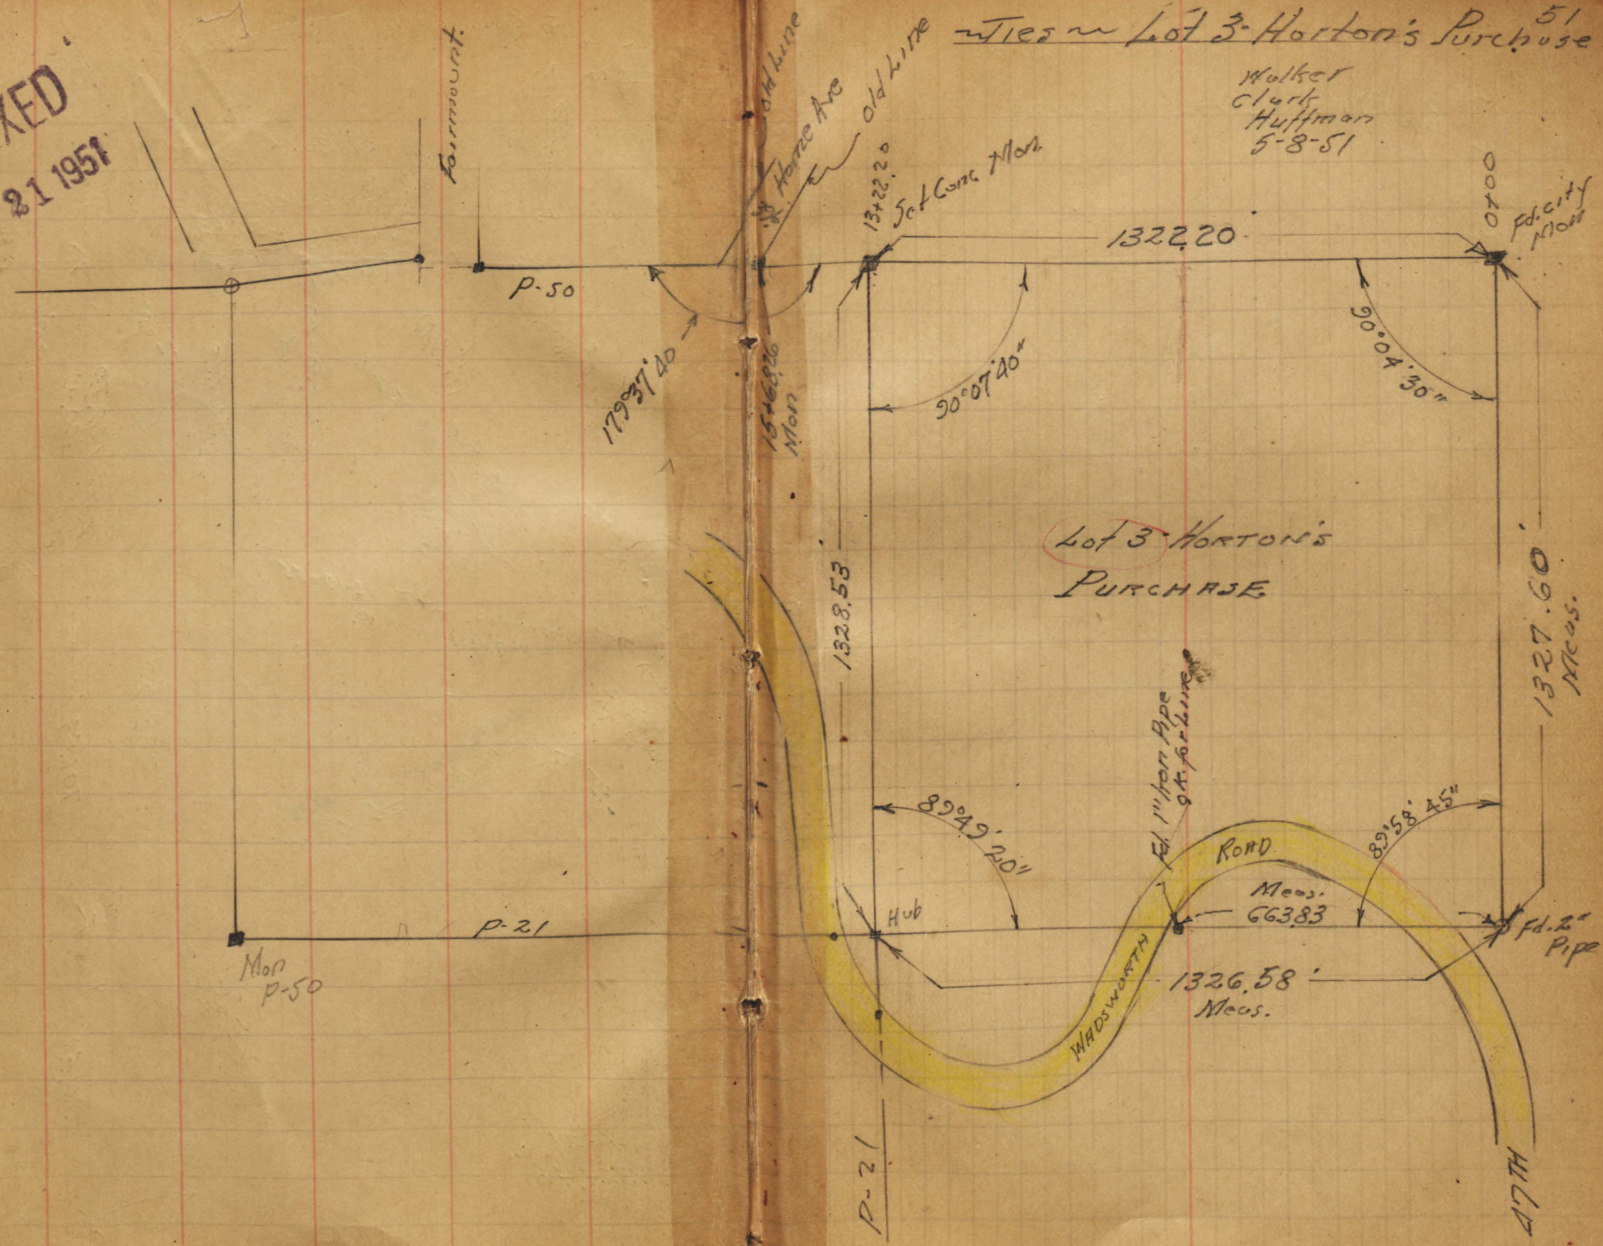 51
~Ties~ Lot 3-Horton's Purchase
Walker
Clark
Huffman
5-8-51
XED
21 1951
Fairmount.
Old Line
Home Ave
Old Line
13+22.20
Set Conc. Mon.
1322.20'
0+00
Fd. City
Mon
P-50
179°37'40
15+68.26
Mon
90°07'40"
90°04'30"
Lot 3-HORTON'S
PURCHASE
1328.53'
1327.60'
Meas.
Fd. 1" Iron Pipe
ok for Line
89°49'20"
89°58'45"
ROAD
Meas.
663.83
Hub
Fd. 2"
Pipe
P-21
Mon
P-50
1326.58'
Meas.
WADSWORTH
P-21
47TH